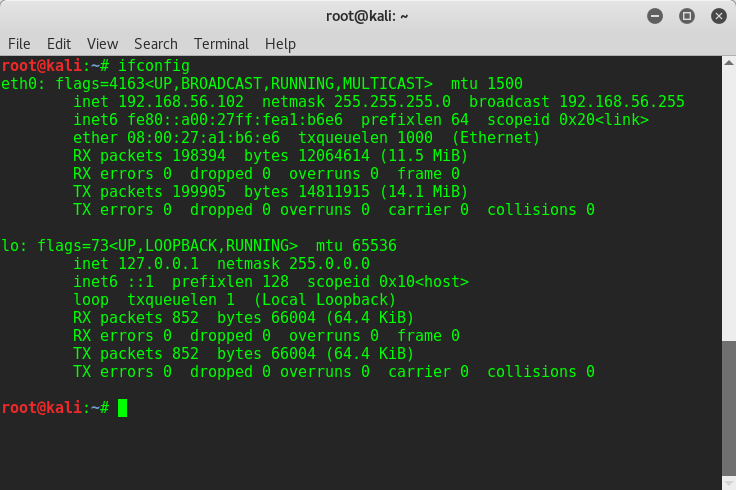 root@kali: ~
File Edit View Search Terminal Help
root@kali:~# ifconfig
eth0: flags=4163<UP,BROADCAST,RUNNING,MULTICAST>  mtu 1500
        inet 192.168.56.102  netmask 255.255.255.0  broadcast 192.168.56.255
        inet6 fe80::a00:27ff:fea1:b6e6  prefixlen 64  scopeid 0x20<link>
        ether 08:00:27:a1:b6:e6  txqueuelen 1000  (Ethernet)
        RX packets 198394  bytes 12064614 (11.5 MiB)
        RX errors 0  dropped 0  overruns 0  frame 0
        TX packets 199905  bytes 14811915 (14.1 MiB)
        TX errors 0  dropped 0 overruns 0  carrier 0  collisions 0

lo: flags=73<UP,LOOPBACK,RUNNING>  mtu 65536
        inet 127.0.0.1  netmask 255.0.0.0
        inet6 ::1  prefixlen 128  scopeid 0x10<host>
        loop  txqueuelen 1  (Local Loopback)
        RX packets 852  bytes 66004 (64.4 KiB)
        RX errors 0  dropped 0  overruns 0  frame 0
        TX packets 852  bytes 66004 (64.4 KiB)
        TX errors 0  dropped 0 overruns 0  carrier 0  collisions 0

root@kali:~#